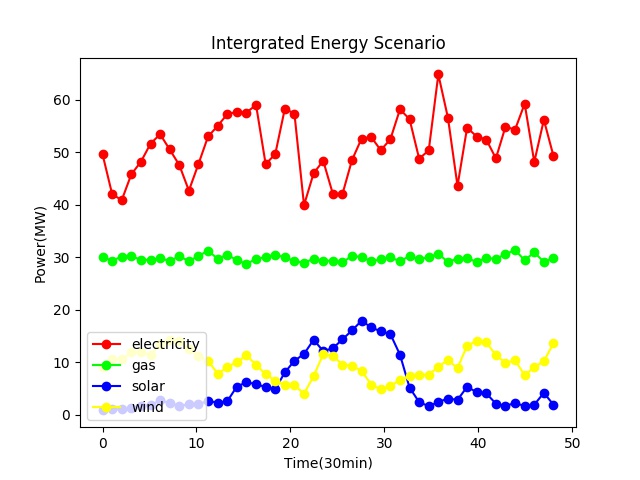 Intergrated Energy Scenario
Power(MW)
60
50
40
30
20
10
0
electricity
gas
solar
wind
0 10 20 30 40 50
Time(30min)